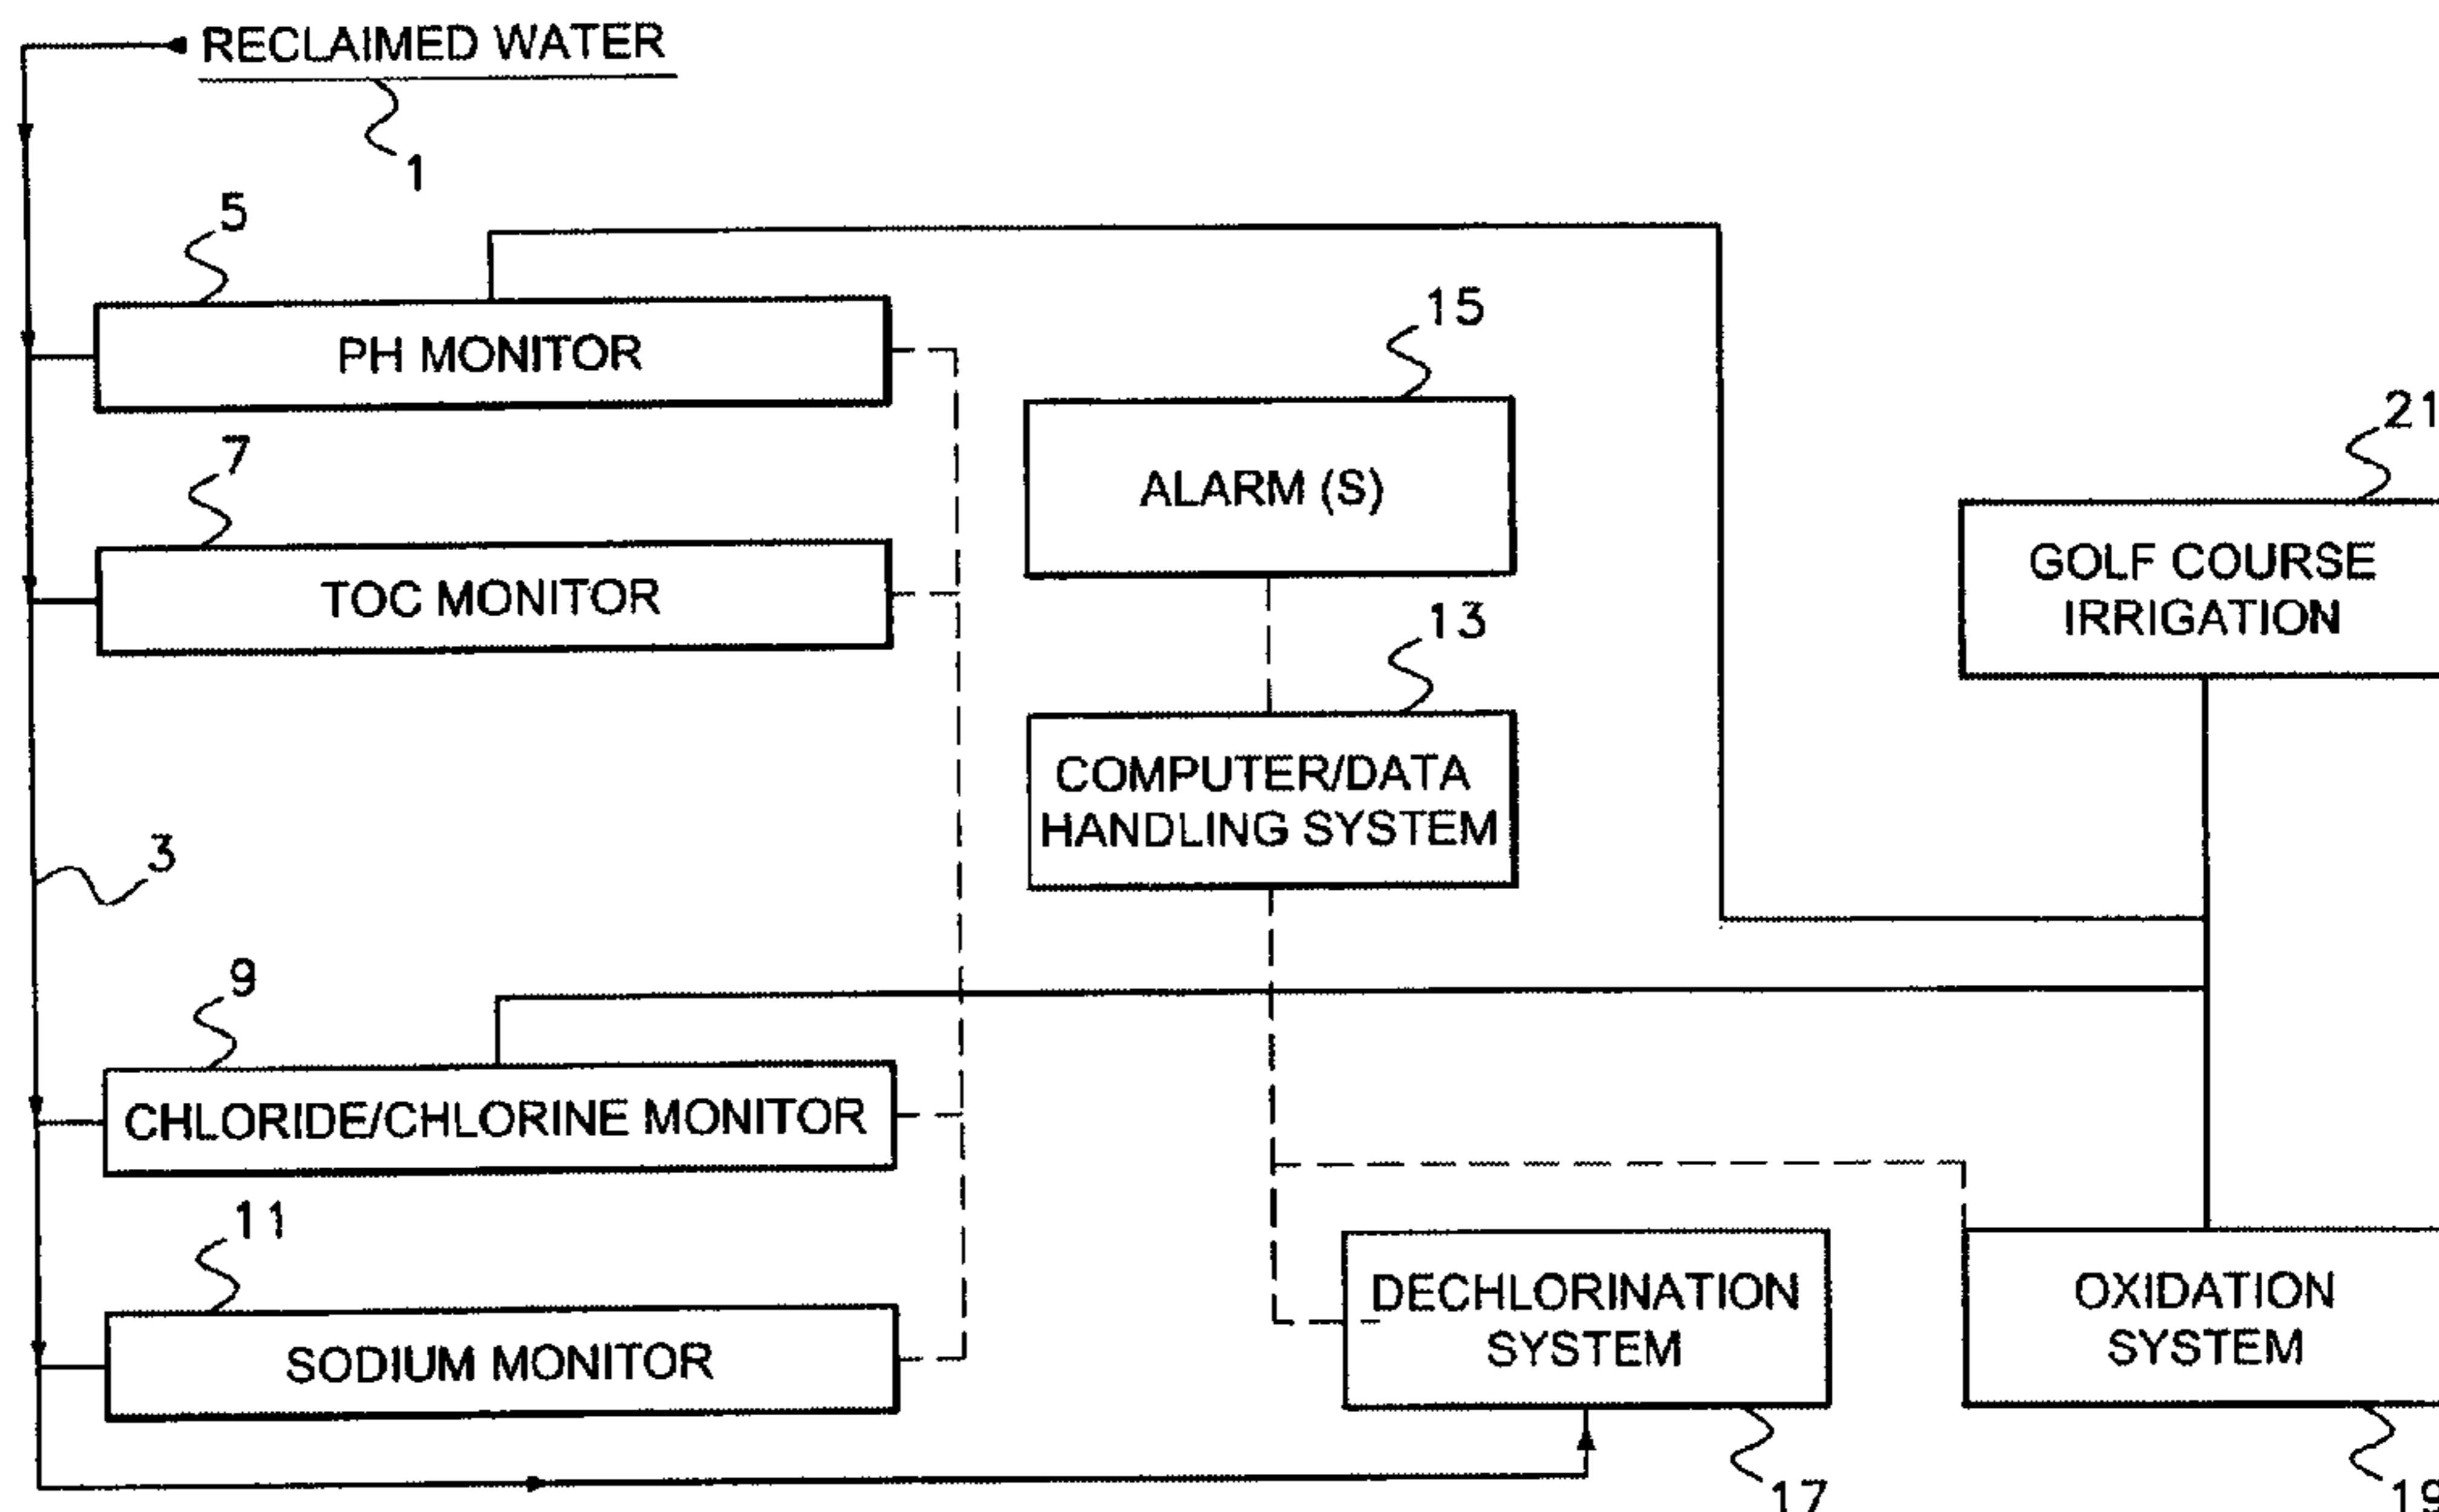 RECLAIMED WATER
1
5
PH MONITOR
15
ALARM (S)
21
GOLF COURSE
IRRIGATION
7
TOC MONITOR
13
COMPUTER/DATA
HANDLING SYSTEM
3
9
CHLORIDE/CHLORINE MONITOR
11
SODIUM MONITOR
DECHLORINATION
SYSTEM
17
OXIDATION
SYSTEM
19